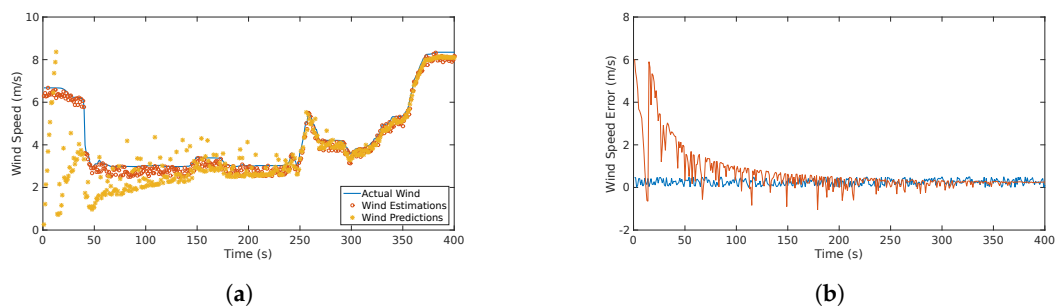 10
8
6
4
2
0
Wind Speed (m/s)
Actual Wind
Wind Estimations
Wind Predictions
0 50 100 150 200 250 300 350 400
Time (s)
(a)
8
6
4
2
0
-2
Wind Speed Error (m/s)
0 50 100 150 200 250 300 350 400
Time (s)
(b)